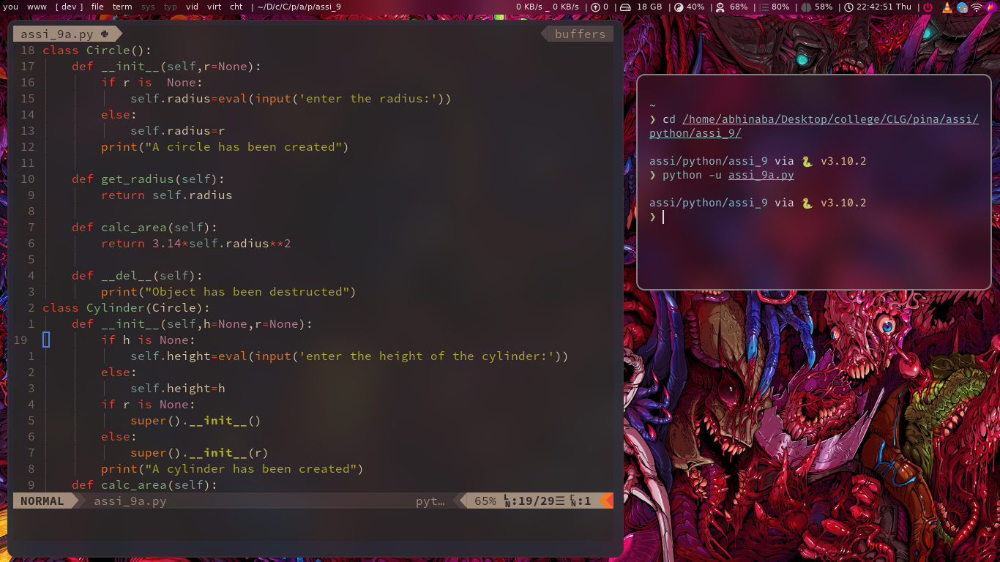 you www [ dev ] file term sys typ vid virt cht | ~/D/c/C/p/a/p/assi_9 0 KB/s _ 0 KB/s | 0 | 18 GB | 40% | 68% | 80% | 58% | 22:42:51 Thu |
assi_9a.py buffers
18 class Circle():
17 def __init__(self,r=None):
16 if r is  None:
15 self.radius=eval(input('enter the radius:'))
14 else:
13 self.radius=r
12 print("A circle has been created")
11
10 def get_radius(self):
9 return self.radius
8
7 def calc_area(self):
6 return 3.14*self.radius**2
5
4 def __del__(self):
3 print("Object has been destructed")
2 class Cylinder(Circle):
1 def __init__(self,h=None,r=None):
19 if h is None:
1 self.height=eval(input('enter the height of the cylinder:'))
2 else:
3 self.height=h
4 if r is None:
5 super().__init__()
6 else:
7 super().__init__(r)
8 print("A cylinder has been created")
9 def calc_area(self):
NORMAL assi_9a.py pyt… 65% LN:19/29☰ CN:1
~
❯ cd /home/abhinaba/Desktop/college/CLG/pina/assi/
python/assi_9/
assi/python/assi_9 via 🐍 v3.10.2
❯ python -u assi_9a.py
assi/python/assi_9 via 🐍 v3.10.2
❯